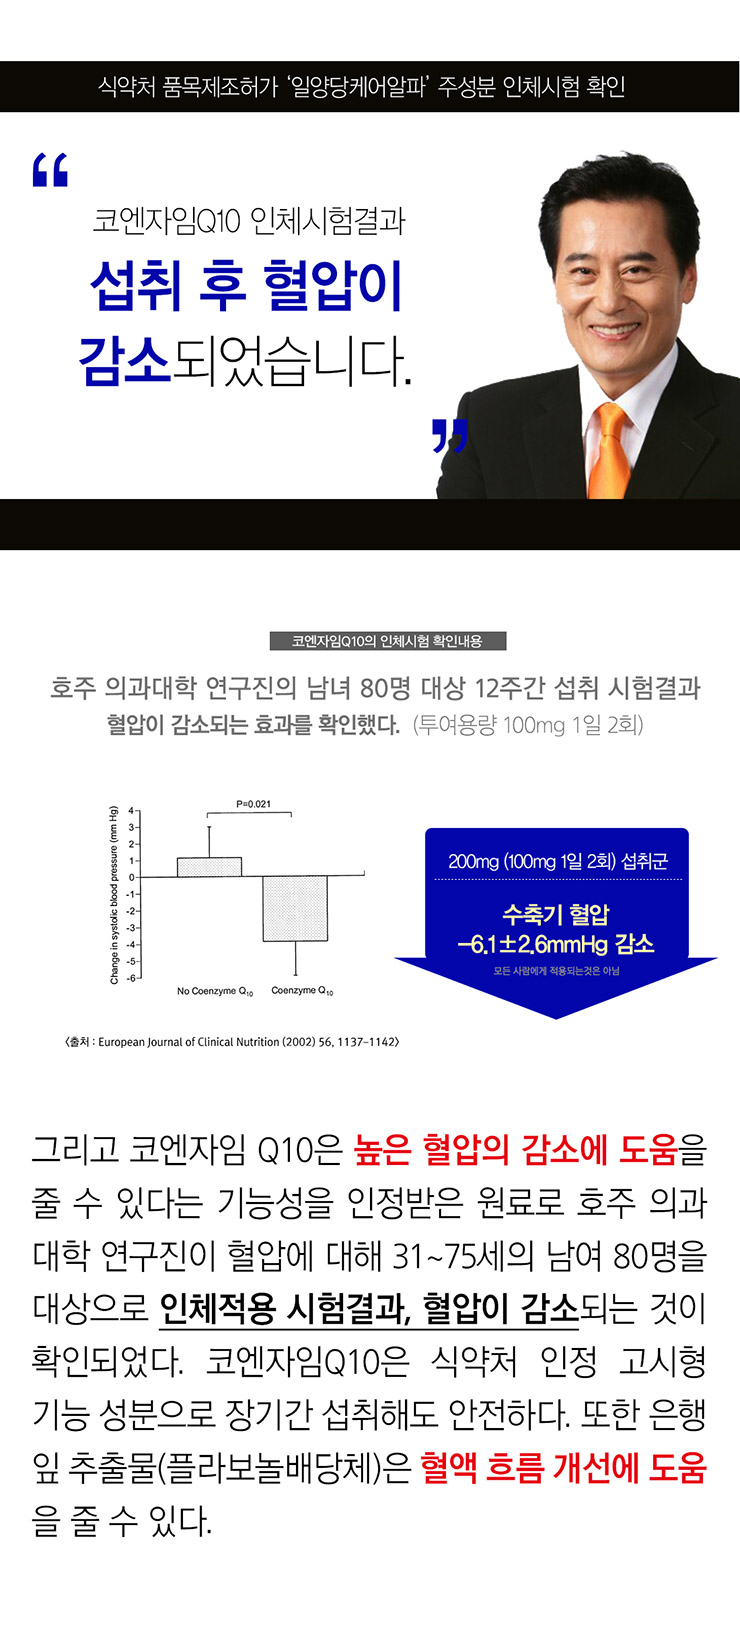 식약처 품목제조허가 ‘일양당케어알파’ 주성분 인체시험 확인
“
코엔자임Q10 인체시험결과
섭취 후 혈압이
감소되었습니다.
”
코엔자임Q10의 인체시험 확인내용
호주 의과대학 연구진의 남녀 80명 대상 12주간 섭취 시험결과
혈압이 감소되는 효과를 확인했다. (투여용량 100mg 1일 2회)
Change in systolic blood pressure (mm Hg)
4
3
2
1
0
-1
-2
-3
-4
-5
-6
P=0.021
No Coenzyme Q10 Coenzyme Q10
200mg (100mg 1일 2회) 섭취군
수축기 혈압
-6.1±2.6mmHg 감소
모든 사람에게 적용되는것은 아님
<출처 : European Journal of Clinical Nutrition (2002) 56, 1137-1142>
그리고 코엔자임 Q10은 높은 혈압의 감소에 도움을
줄 수 있다는 기능성을 인정받은 원료로 호주 의과
대학 연구진이 혈압에 대해 31~75세의 남여 80명을
대상으로 인체적용 시험결과, 혈압이 감소되는 것이
확인되었다. 코엔자임Q10은 식약처 인정 고시형
기능 성분으로 장기간 섭취해도 안전하다. 또한 은행
잎 추출물(플라보놀배당체)은 혈액 흐름 개선에 도움
을 줄 수 있다.